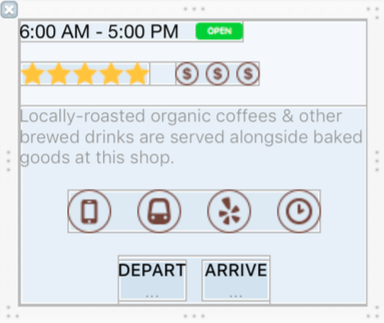 6:00 AM - 5:00 PM OPEN
$ $ $
Locally-roasted organic coffees & other
brewed drinks are served alongside baked
goods at this shop.
DEPART ARRIVE
... ...